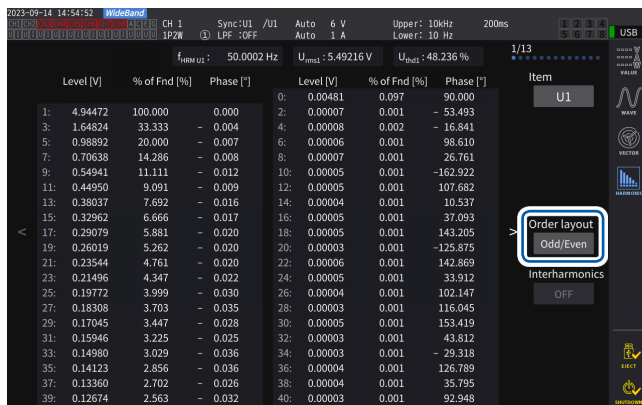 2023-09-14 14:54:52 WideBand CH 1 Sync:U1 /U1 Auto 6 V Upper: 10kHz 200ms 1 2 3 4 USB
1P2W ① LPF :OFF Auto 1 A Lower: 10 Hz 5 6 7 8
fHRM U1 : 50.0002 Hz Urms1 : 5.49216 V Uthd1 : 48.236 % 1/13
VALUE
Level [V] % of Fnd [%] Phase [°] Level [V] % of Fnd [%] Phase [°] Item
0: 0.00481 0.097 90.000 U1
1: 4.94472 100.000 0.000 2: 0.00007 0.001 - 53.493 WAVE
3: 1.64824 33.333 - 0.004 4: 0.00008 0.002 - 16.841
5: 0.98892 20.000 - 0.007 6: 0.00006 0.001 98.610
7: 0.70638 14.286 - 0.008 8: 0.00007 0.001 26.761 VECTOR
9: 0.54941 11.111 - 0.012 10: 0.00005 0.001 -162.922
11: 0.44950 9.091 - 0.009 12: 0.00005 0.001 107.682 HARMONIC
13: 0.38037 7.692 - 0.016 14: 0.00004 0.001 10.537
15: 0.32962 6.666 - 0.017 16: 0.00005 0.001 37.093
< 17: 0.29079 5.881 - 0.020 18: 0.00005 0.001 143.205 > Order layout
19: 0.26019 5.262 - 0.020 20: 0.00003 0.001 -125.875 Odd/Even
21: 0.23544 4.761 - 0.020 22: 0.00006 0.001 142.869
23: 0.21496 4.347 - 0.022 24: 0.00005 0.001 33.912 Interharmonics
25: 0.19772 3.999 - 0.030 26: 0.00004 0.001 102.147 OFF
27: 0.18308 3.703 - 0.035 28: 0.00003 0.001 116.045
29: 0.17045 3.447 - 0.028 30: 0.00003 0.001 153.419
31: 0.15946 3.225 - 0.025 32: 0.00005 0.001 43.812
33: 0.14980 3.029 - 0.036 34: 0.00003 0.001 - 29.318
35: 0.14123 2.856 - 0.036 36: 0.00004 0.001 126.789 EJECT
37: 0.13360 2.702 - 0.026 38: 0.00004 0.001 35.795
39: 0.12674 2.563 - 0.032 40: 0.00003 0.001 92.948 SHUTDOWN